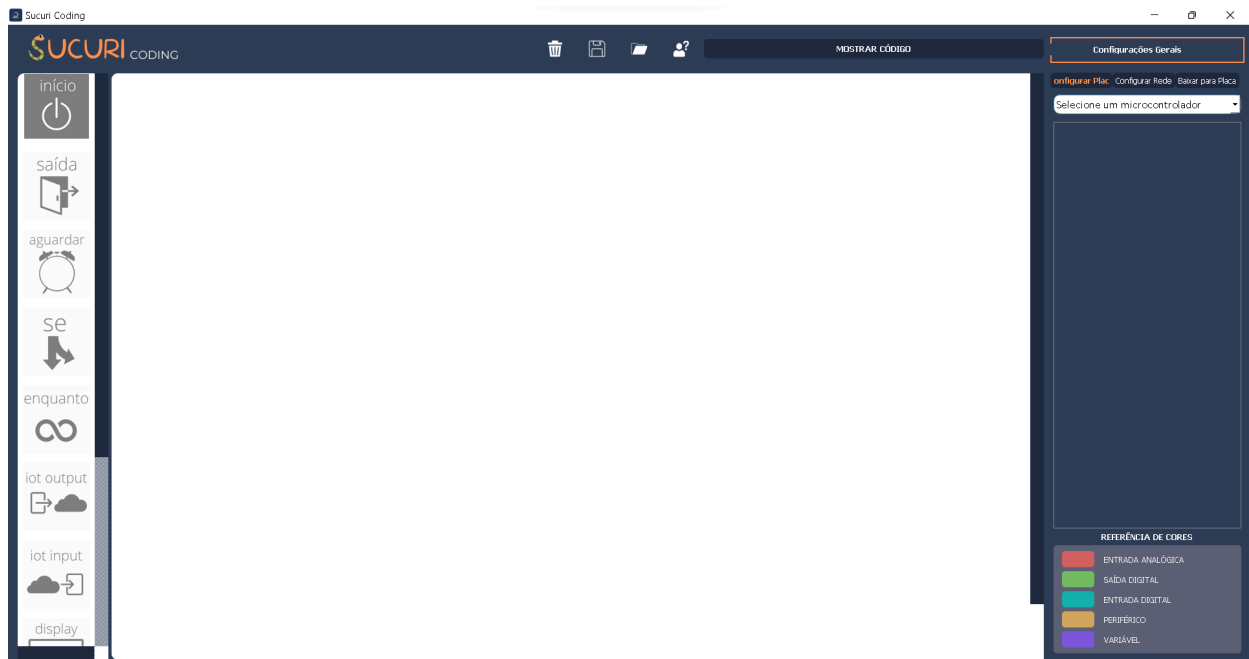 Sucuri Coding
SUCURI CODING
MOSTRAR CÓDIGO
Configurações Gerais
onfigurar Plac Configurar Rede Baixar para Placa
Selecione um microcontrolador
início
saída
aguardar
se
enquanto
iot output
iot input
display
REFERÊNCIA DE CORES
ENTRADA ANALÓGICA
SAÍDA DIGITAL
ENTRADA DIGITAL
PERIFÉRICO
VARIÁVEL